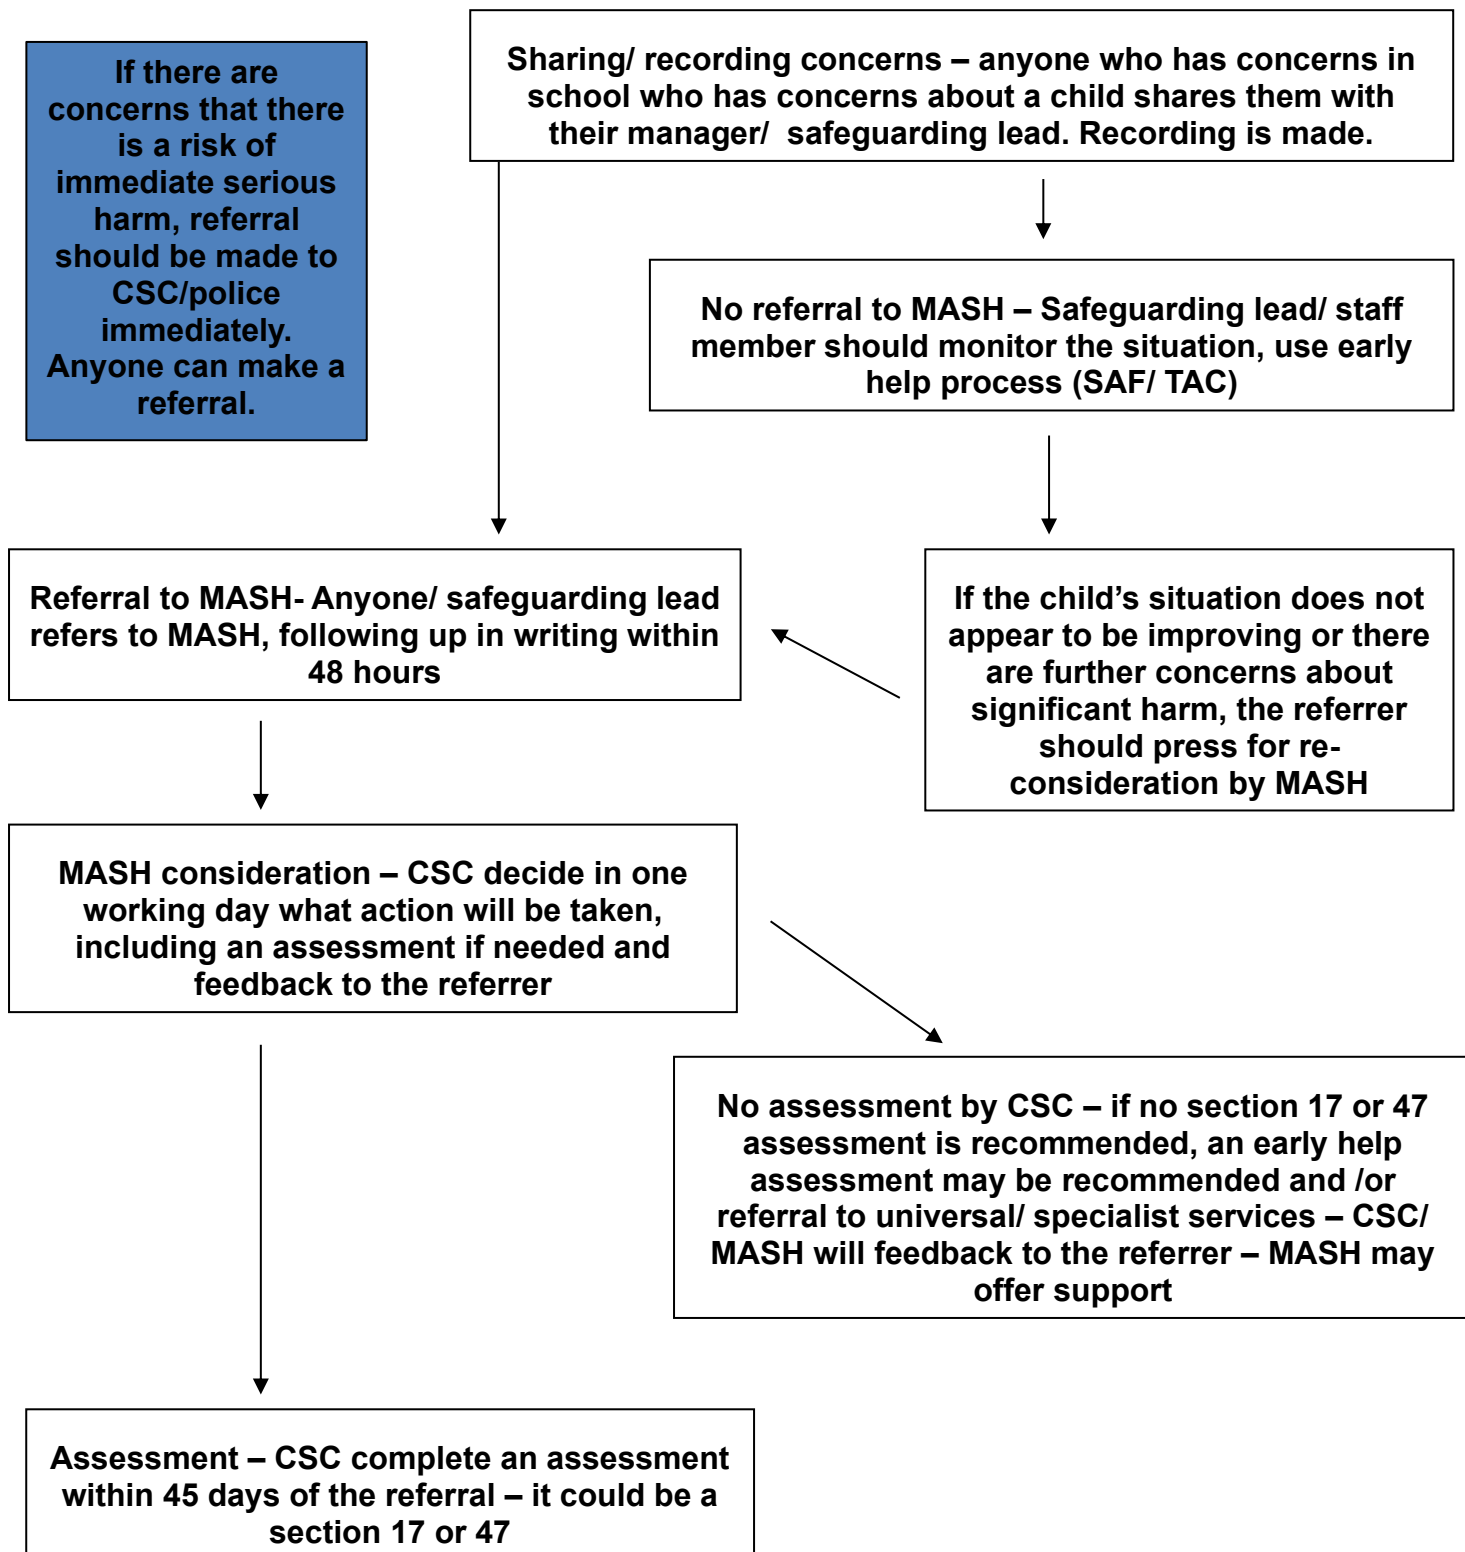 If there are
concerns that there
is a risk of
immediate serious
harm, referral
should be made to
CSC/police
immediately.
Anyone can make a
referral.
Sharing/ recording concerns – anyone who has concerns in
school who has concerns about a child shares them with
their manager/  safeguarding lead. Recording is made.
No referral to MASH – Safeguarding lead/ staff
member should monitor the situation, use early
help process (SAF/ TAC)
Referral to MASH- Anyone/ safeguarding lead
refers to MASH, following up in writing within
48 hours
If the child’s situation does not
appear to be improving or there
are further concerns about
significant harm, the referrer
should press for re-
consideration by MASH
MASH consideration – CSC decide in one
working day what action will be taken,
including an assessment if needed and
feedback to the referrer
No assessment by CSC – if no section 17 or 47
assessment is recommended, an early help
assessment may be recommended and /or
referral to universal/ specialist services – CSC/
MASH will feedback to the referrer – MASH may
offer support
Assessment – CSC complete an assessment
within 45 days of the referral – it could be a
section 17 or 47